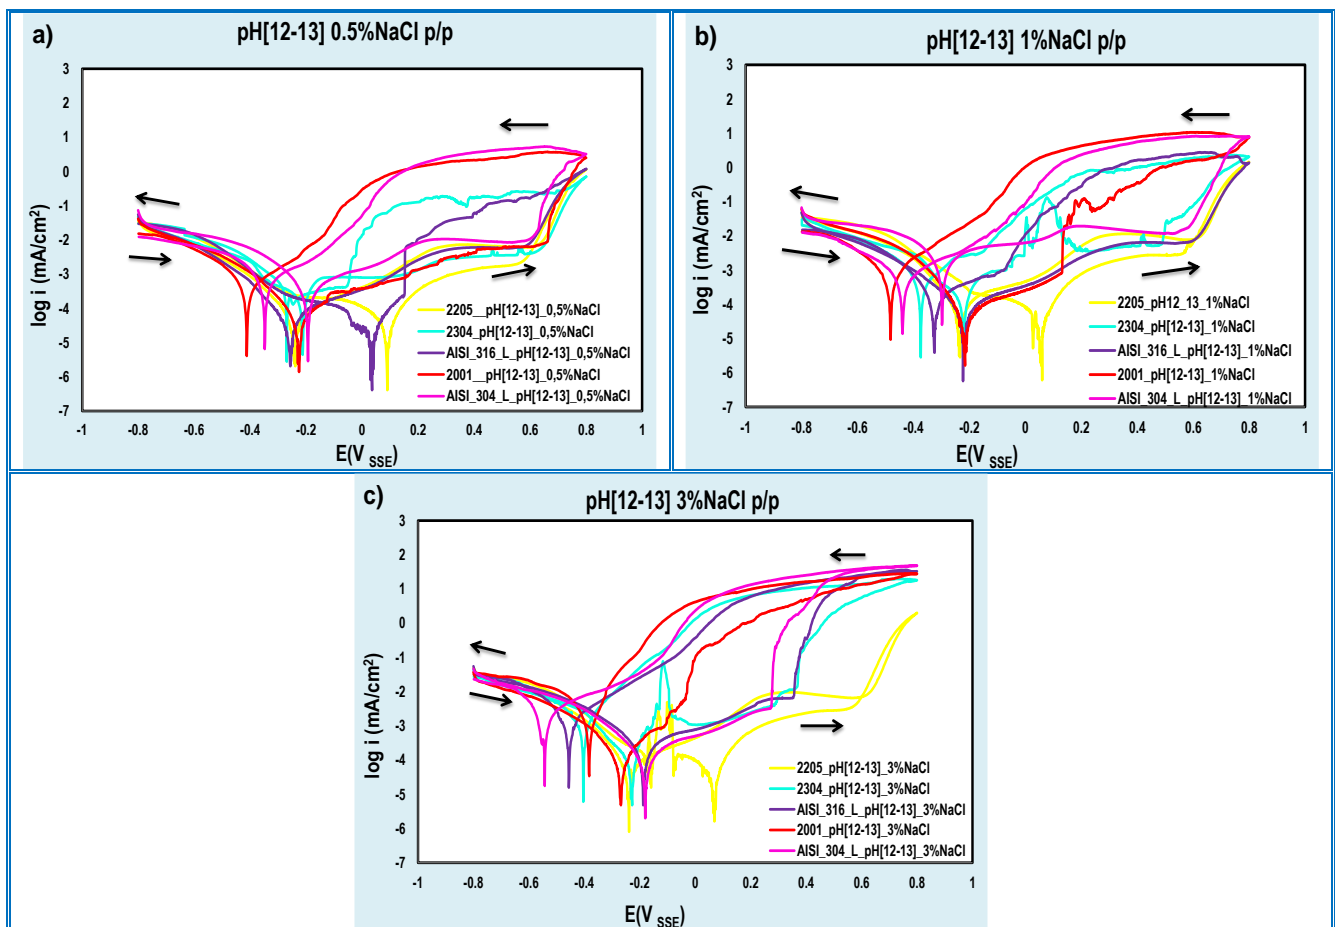 a)
pH[12-13] 0.5%NaCl p/p
3
2
1
0
-1
-2
-3
-4
-5
-6
-7
log i (mA/cm2)
2205__pH[12-13]_0,5%NaCl
2304_pH[12-13]_0,5%NaCl
AISI_316_L_pH[12-13]_0,5%NaCl
2001__pH[12-13]_0,5%NaCl
AISI_304_L_pH[12-13]_0,5%NaCl
-1 -0.8 -0.6 -0.4 -0.2 0 0.2 0.4 0.6 0.8 1
E(V SSE)
b)
pH[12-13] 1%NaCl p/p
3
2
1
0
-1
-2
-3
-4
-5
-6
-7
log i (mA/cm2)
2205_pH12_13_1%NaCl
2304_pH[12-13]_1%NaCl
AISI_316_L_pH[12-13]_1%NaCl
2001_pH[12-13]_1%NaCl
AISI_304_L_pH[12-13]_1%NaCl
-1 -0.8 -0.6 -0.4 -0.2 0 0.2 0.4 0.6 0.8 1
E(V SSE)
c)
pH[12-13] 3%NaCl p/p
3
2
1
0
-1
-2
-3
-4
-5
-6
-7
log i (mA/cm2)
2205_pH[12-13]_3%NaCl
2304_pH[12-13]_3%NaCl
AISI_316_L_pH[12-13]_3%NaCl
2001_pH[12-13]_3%NaCl
AISI_304_L_pH[12-13]_3%NaCl
-1 -0.8 -0.6 -0.4 -0.2 0 0.2 0.4 0.6 0.8 1
E(V SSE)